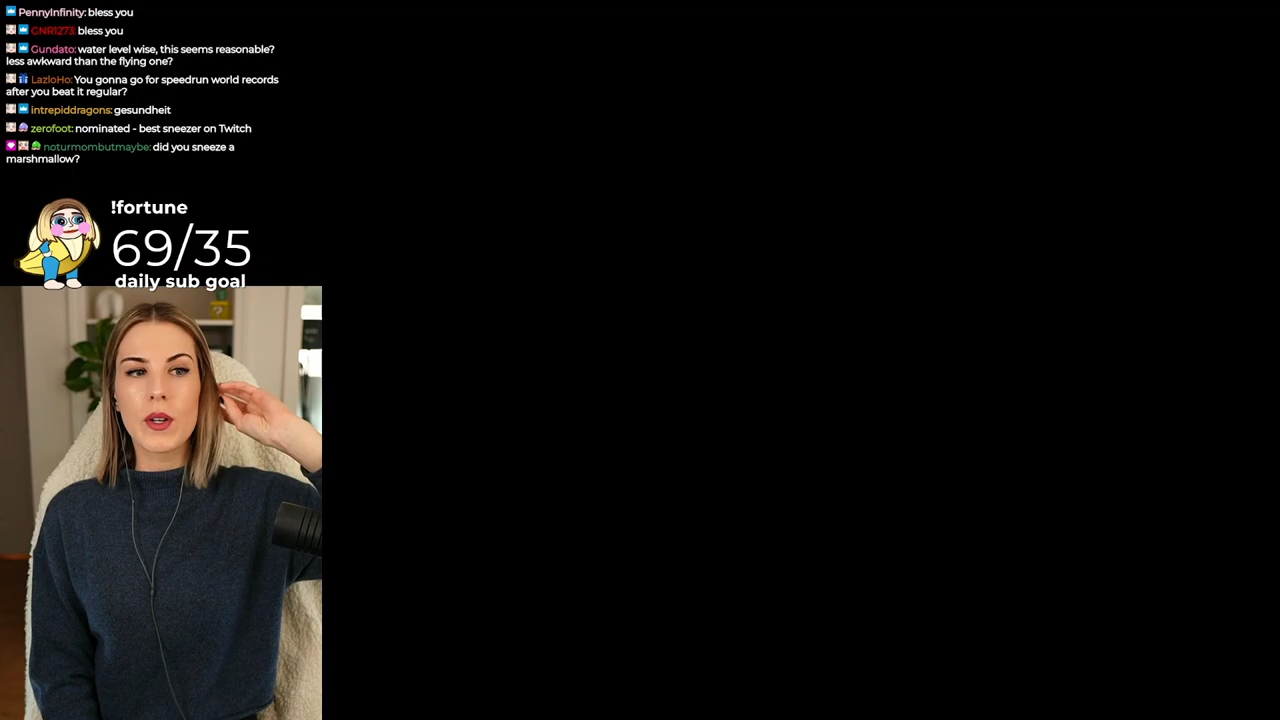 PennyInfinity: bless you
GNR1273: bless you
Gundato: water level wise, this seems reasonable?
less awkward than the flying one?
LazloHo: You gonna go for speedrun world records
after you beat it regular?
intrepiddragons: gesundheit
zerofoot: nominated - best sneezer on Twitch
noturmombutmaybe: did you sneeze a
marshmallow?
!fortune
69/35
daily sub goal
?